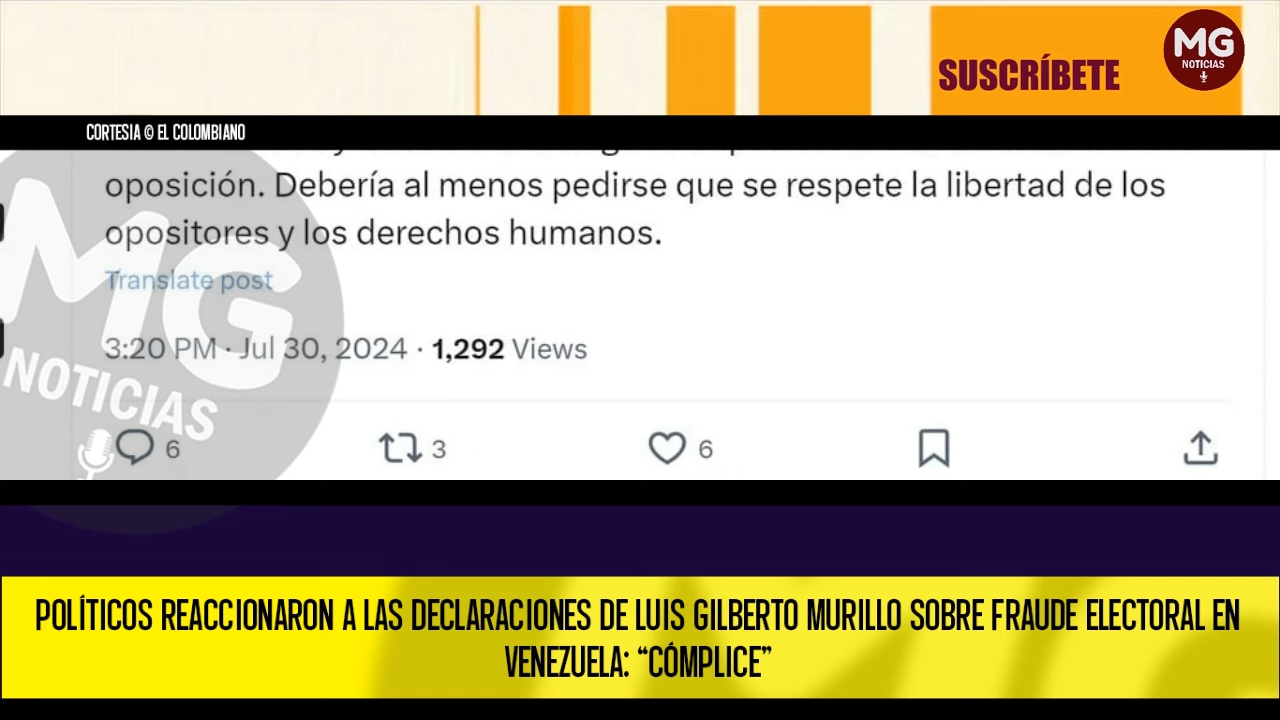 SUSCRÍBETE
MG
NOTICIAS
CORTESIA © EL COLOMBIANO
oposición. Debería al menos pedirse que se respete la libertad de los
opositores y los derechos humanos.
Translate post
3:20 PM · Jul 30, 2024 · 1,292 Views
MG
NOTICIAS
6
3
6
POLÍTICOS REACCIONARON A LAS DECLARACIONES DE LUIS GILBERTO MURILLO SOBRE FRAUDE ELECTORAL EN
VENEZUELA: “CÓMPLICE”